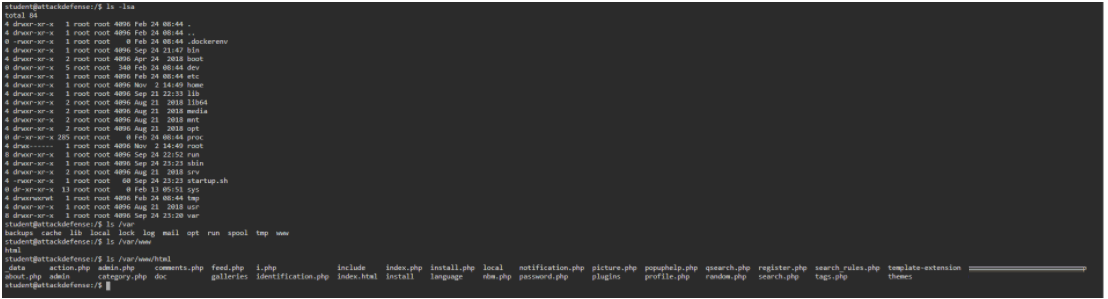 student@attackdefense:/$ ls -lsa
total 84
4 drwxr-xr-x 1 root root 4096 Feb 24 08:44 .
4 drwxr-xr-x 1 root root 4096 Feb 24 08:44 ..
0 -rwxr-xr-x 1 root root 0 Feb 24 08:44 .dockerenv
4 drwxr-xr-x 1 root root 4096 Sep 24 21:47 bin
4 drwxr-xr-x 2 root root 4096 Apr 24 2018 boot
0 drwxr-xr-x 5 root root 340 Feb 24 08:44 dev
4 drwxr-xr-x 1 root root 4096 Feb 24 08:44 etc
4 drwxr-xr-x 1 root root 4096 Nov 2 14:49 home
4 drwxr-xr-x 1 root root 4096 Sep 21 22:33 lib
4 drwxr-xr-x 2 root root 4096 Aug 21 2018 lib64
4 drwxr-xr-x 2 root root 4096 Aug 21 2018 media
4 drwxr-xr-x 2 root root 4096 Aug 21 2018 mnt
4 drwxr-xr-x 2 root root 4096 Aug 21 2018 opt
0 dr-xr-xr-x 285 root root 0 Feb 24 08:44 proc
4 drwx------ 1 root root 4096 Nov 2 14:49 root
8 drwxr-xr-x 1 root root 4096 Sep 24 22:52 run
4 drwxr-xr-x 1 root root 4096 Sep 24 23:23 sbin
4 drwxr-xr-x 2 root root 4096 Aug 21 2018 srv
4 -rwxr-xr-x 1 root root 60 Sep 24 23:23 startup.sh
0 dr-xr-xr-x 13 root root 0 Feb 13 05:51 sys
4 drwxrwxrwt 1 root root 4096 Feb 24 08:44 tmp
4 drwxr-xr-x 1 root root 4096 Aug 21 2018 usr
8 drwxr-xr-x 1 root root 4096 Sep 24 23:20 var
student@attackdefense:/$ ls /var
backups cache lib local lock log mail opt run spool tmp www
student@attackdefense:/$ ls /var/www
html
student@attackdefense:/$ ls /var/www/html
_data action.php admin.php comments.php feed.php i.php include index.php install.php local notification.php picture.php popuphelp.php qsearch.php register.php search_rules.php template-extension
about.php admin category.php doc galleries identification.php index.html install language nbm.php password.php plugins profile.php random.php search.php tags.php themes
student@attackdefense:/$